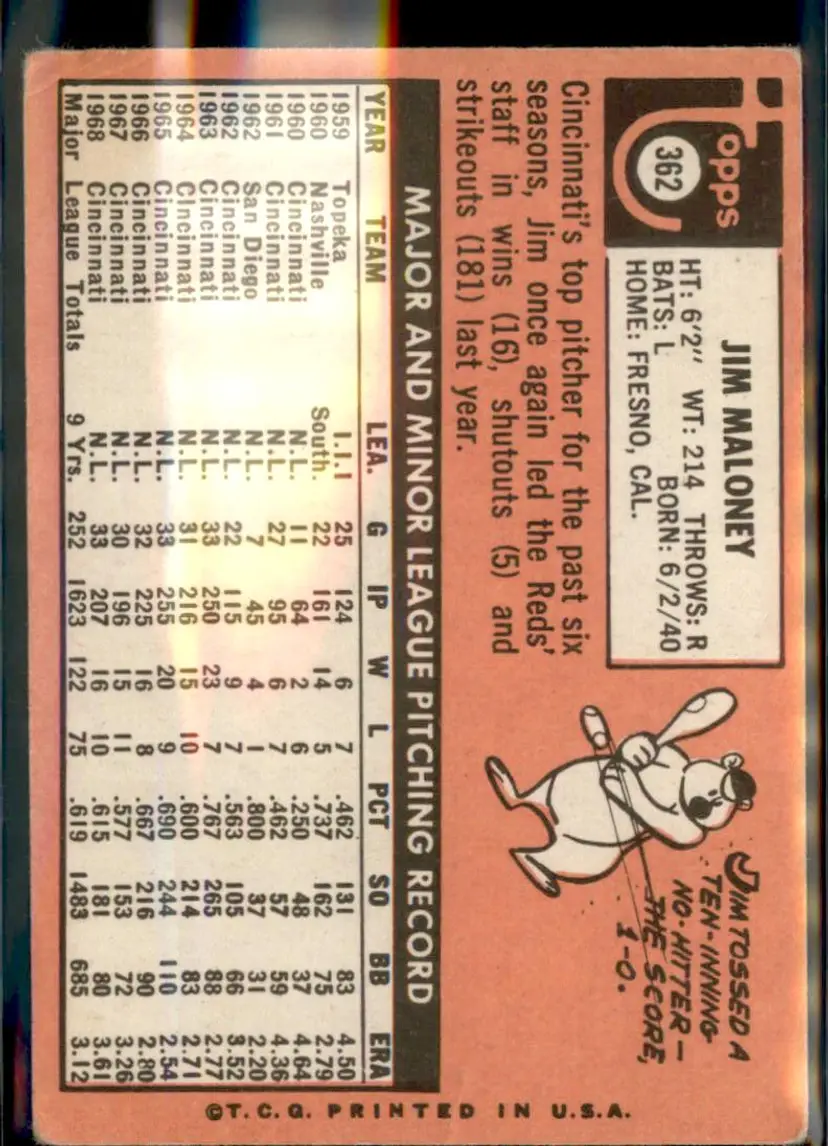 Topps
362
JIM MALONEY
HT: 6'2" WT: 214 THROWS: R
BATS: L BORN: 6/2/40
HOME: FRESNO, CAL.
Cincinnati's top pitcher for the past six
seasons, Jim once again led the Reds'
staff in wins (16), shutouts (5) and
strikeouts (181) last year.
JIM TOSSED A
TEN-INNING
NO-HITTER—
THE SCORE,
1-0.
MAJOR AND MINOR LEAGUE PITCHING RECORD
YEAR TEAM LEA. G IP W L PCT SO BB ERA
1959 Topeka I.I.I 25 124 6 7 .462 131 83 4.50
1960 Nashville South. 22 161 14 5 .737 162 75 2.79
1960 Cincinnati N.L. 11 64 2 6 .250 48 37 4.64
1961 Cincinnati N.L. 27 95 6 7 .462 57 59 4.36
1962 San Diego 7 45 4 1 .800 37 31 2.20
1962 Cincinnati N.L. 22 115 9 7 .563 105 66 3.52
1963 Cincinnati N.L. 33 250 23 7 .767 265 88 2.77
1964 Cincinnati N.L. 31 216 15 10 .600 214 83 2.71
1965 Cincinnati N.L. 33 255 20 9 .690 244 110 2.54
1966 Cincinnati N.L. 32 225 16 8 .667 216 90 2.80
1967 Cincinnati N.L. 30 196 15 11 .577 153 72 3.26
1968 Cincinnati N.L. 33 207 16 10 .615 181 80 3.61
Major League Totals 9 Yrs. 252 1623 122 75 .619 1483 685 3.12
©T.C.G. PRINTED IN U.S.A.